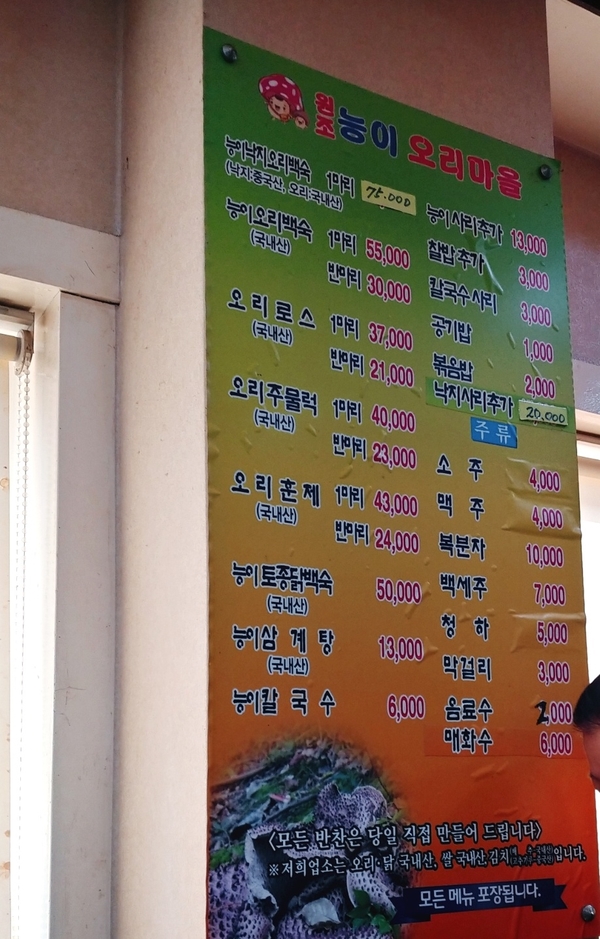 원조 능이 오리마을
능이낙지오리백숙 1마리 75.000
(낙지:중국산, 오리:국내산)
능이오리백숙 1마리 55,000
(국내산) 반마리 30,000
오리로스 1마리 37,000
(국내산) 반마리 21,000
오리주물럭 1마리 40,000
(국내산) 반마리 23,000
오리훈제 1마리 43,000
(국내산) 반마리 24,000
능이토종닭백숙 50,000
(국내산)
능이삼계탕 13,000
(국내산)
능이칼국수 6,000
능이사리추가 13,000
찰밥추가 3,000
칼국수사리 3,000
공기밥 1,000
볶음밥 2,000
낙지사리추가 20.000
주류
소주 4,000
맥주 4,000
복분자 10,000
백세주 7,000
청하 5,000
막걸리 3,000
음료수 2,000
매화수 6,000
<모든 반찬은 당일 직접 만들어 드립니다>
※저희업소는 오리, 닭 국내산, 쌀 국내산, 김치 입니다.
모든 메뉴 포장됩니다.